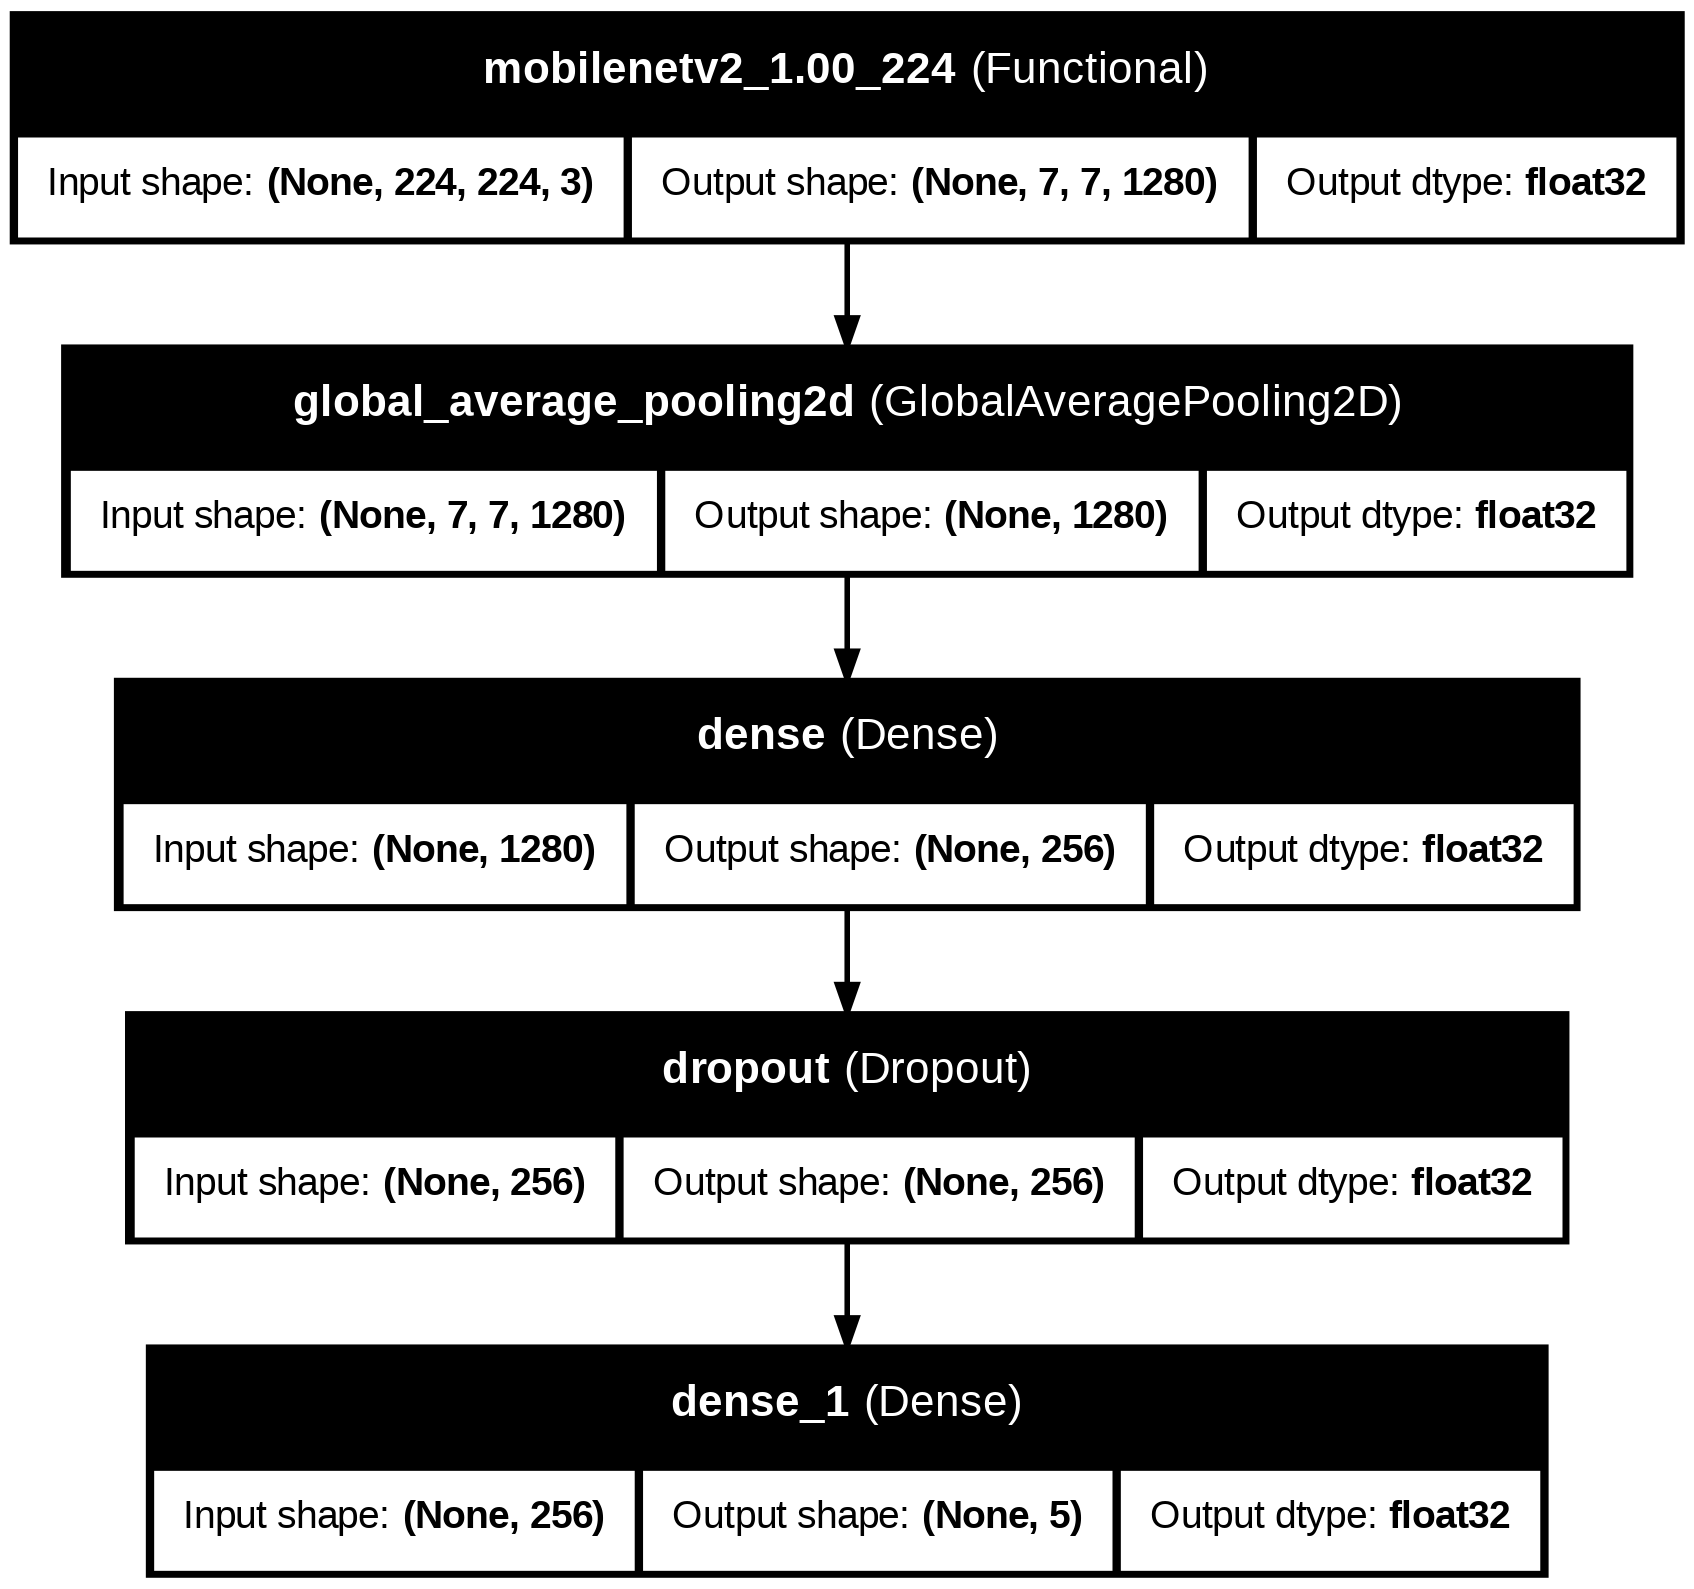 mobilenetv2_1.00_224 (Functional)
Input shape: (None, 224, 224, 3) Output shape: (None, 7, 7, 1280) Output dtype: float32
global_average_pooling2d (GlobalAveragePooling2D)
Input shape: (None, 7, 7, 1280) Output shape: (None, 1280) Output dtype: float32
dense (Dense)
Input shape: (None, 1280) Output shape: (None, 256) Output dtype: float32
dropout (Dropout)
Input shape: (None, 256) Output shape: (None, 256) Output dtype: float32
dense_1 (Dense)
Input shape: (None, 256) Output shape: (None, 5) Output dtype: float32